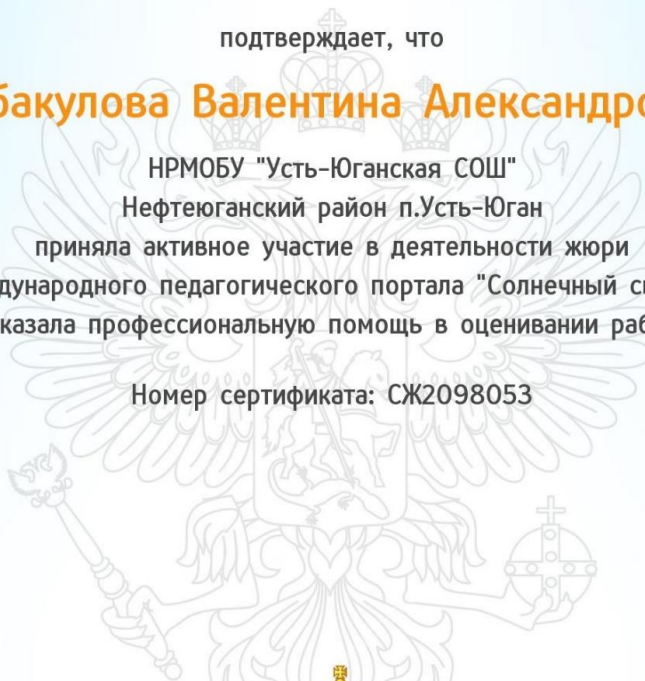 подтверждает, что
бакулова Валентина Александро
НРМОБУ "Усть-Юганская СОШ"
Нефтеюганский район п.Усть-Юган
приняла активное участие в деятельности жюри
дународного педагогического портала "Солнечный с
казала профессиональную помощь в оценивании раб
Номер сертификата: СЖ2098053